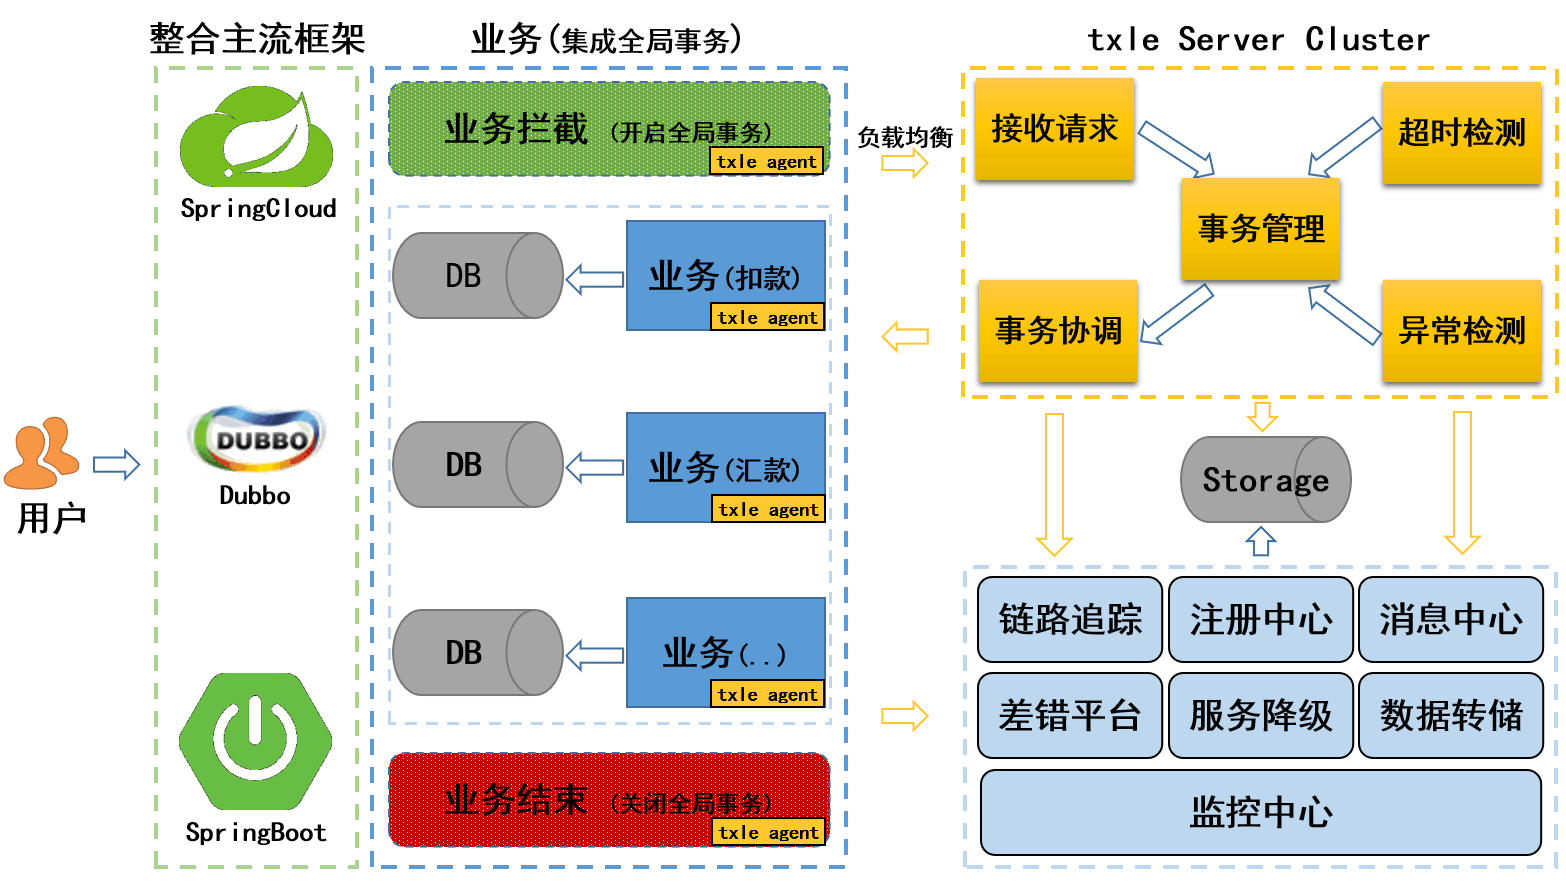 整合主流框架
业务(集成全局事务)
txle Server Cluster
SpringCloud
Dubbo
DUBBO
SpringBoot
用户
业务拦截 (开启全局事务)
txle agent
DB
业务(扣款)
txle agent
DB
业务(汇款)
txle agent
DB
业务(..)
txle agent
业务结束 (关闭全局事务)
txle agent
负载均衡
接收请求
超时检测
事务管理
事务协调
异常检测
Storage
链路追踪
注册中心
消息中心
差错平台
服务降级
数据转储
监控中心